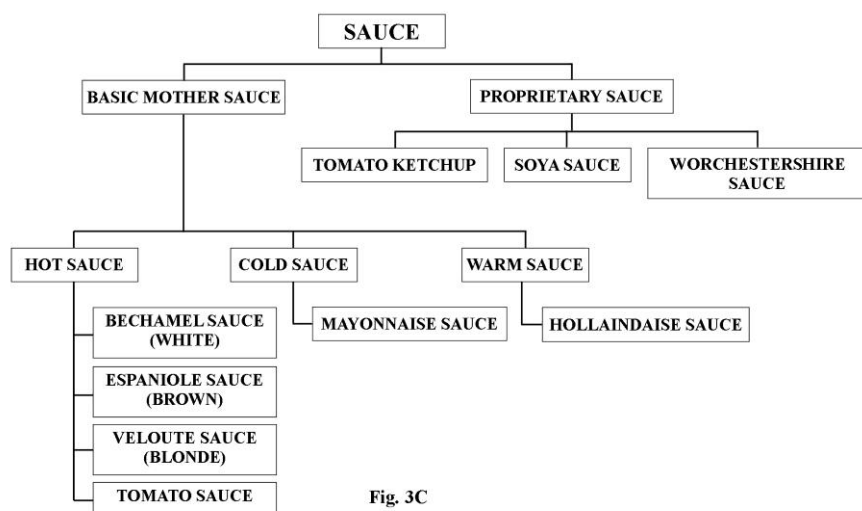 SAUCE
BASIC MOTHER SAUCE
PROPRIETARY SAUCE
TOMATO KETCHUP
SOYA SAUCE
WORCHESTERSHIRE
SAUCE
HOT SAUCE
COLD SAUCE
WARM SAUCE
BECHAMEL SAUCE
(WHITE)
MAYONNAISE SAUCE
HOLLAINDAISE SAUCE
ESPANIOLE SAUCE
(BROWN)
VELOUTE SAUCE
(BLONDE)
TOMATO SAUCE
Fig. 3C